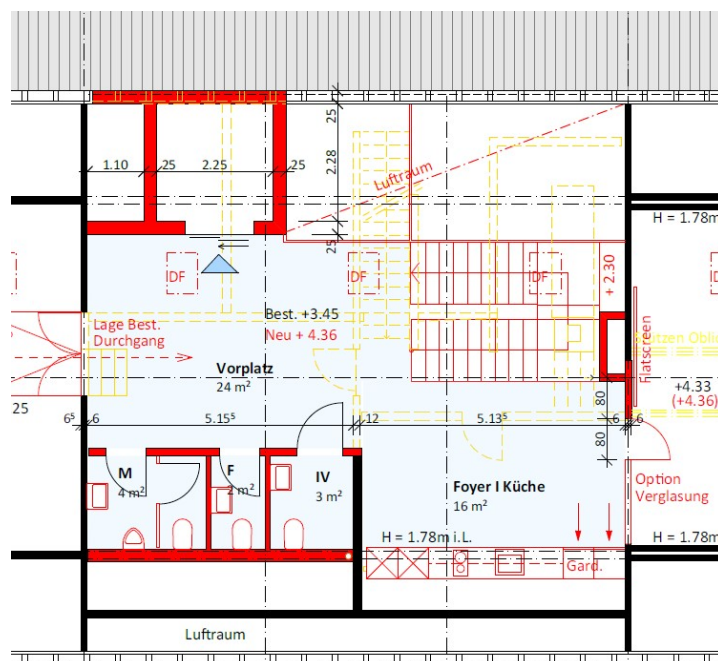 25
1.10
25
2.25
25
2.28
25
Luftraum
H = 1.78m
DF
DF
DF
+ 2.30
Best. +3.45
Neu + 4.36
Lage Best.
Durchgang
Vorplatz
24 m²
Flatscreen
+4.33
(+4.36)
25
6⁵
6
5.15⁵
12
5.13⁵
6
6
80
80
M
4 m²
F
2 m²
IV
3 m²
Foyer I Küche
16 m²
Option
Verglasung
H = 1.78m i.L.
H = 1.78m
Gard.
Luftraum